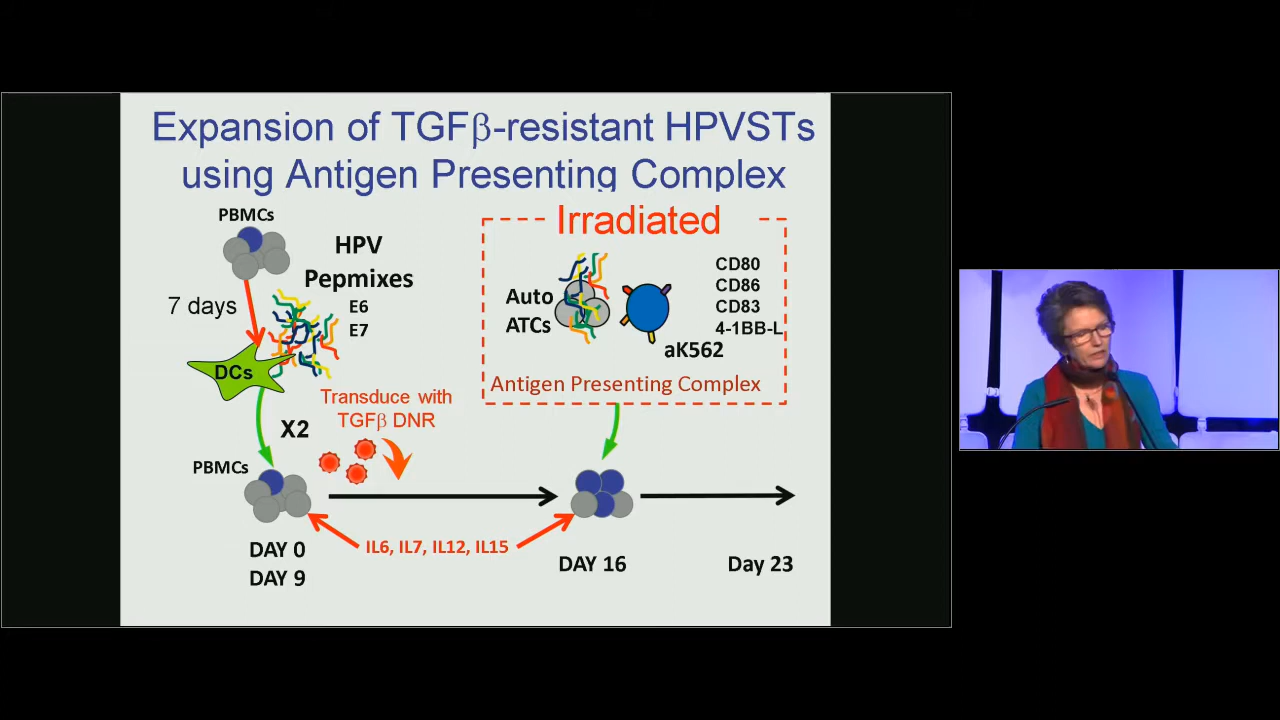 Expansion of TGFβ-resistant HPVSTs
using Antigen Presenting Complex
PBMCs
HPV
Pepmixes
E6
E7
7 days
DCs
X2
Transduce with
TGFβ DNR
PBMCs
DAY 0
DAY 9
IL6, IL7, IL12, IL15
Irradiated
Auto
ATCs
CD80
CD86
CD83
4-1BB-L
aK562
Antigen Presenting Complex
DAY 16
Day 23